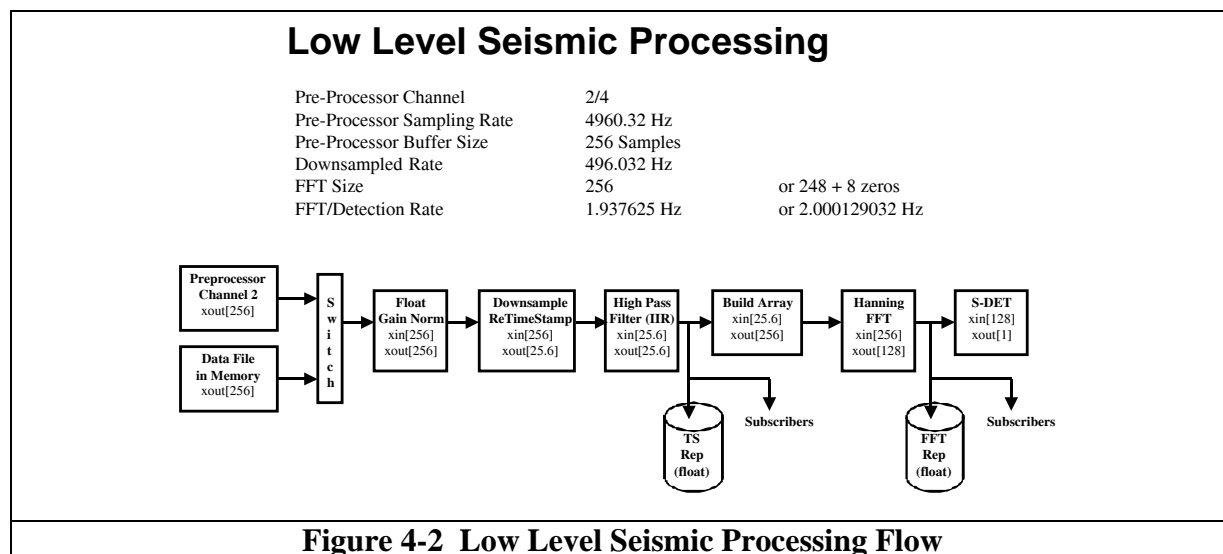 Low Level Seismic Processing
Pre-Processor Channel 2/4
Pre-Processor Sampling Rate 4960.32 Hz
Pre-Processor Buffer Size 256 Samples
Downsampled Rate 496.032 Hz
FFT Size 256 or 248 + 8 zeros
FFT/Detection Rate 1.937625 Hz or 2.000129032 Hz
Preprocessor
Channel 2
xout[256]
Data File
in Memory
xout[256]
S
w
i
t
c
h
Float
Gain Norm
xin[256]
xout[256]
Downsample
ReTimeStamp
xin[256]
xout[25.6]
High Pass
Filter (IIR)
xin[25.6]
xout[25.6]
Build Array
xin[25.6]
xout[256]
Hanning
FFT
xin[256]
xout[128]
S-DET
xin[128]
xout[1]
TS
Rep
(float)
Subscribers
FFT
Rep
(float)
Subscribers
Figure 4-2 Low Level Seismic Processing Flow